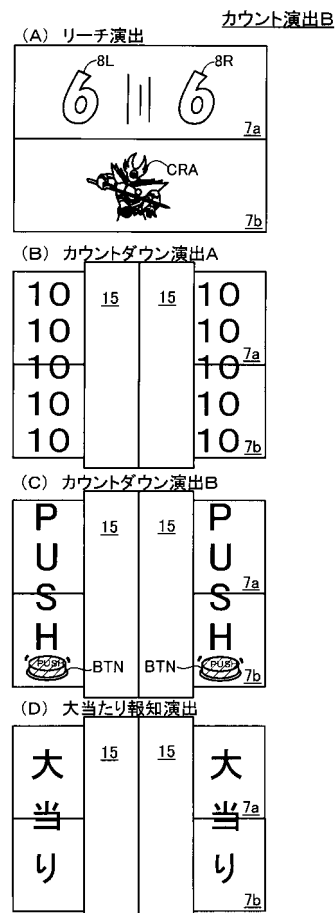 カウント演出B
(A) リーチ演出
8L 8R
6 6
7a
CRA
7b
(B) カウントダウン演出A
10 15 15 10
10 10
10 10 7a
10 10
10 10 7b
(C) カウントダウン演出B
P 15 15 P
U U
S S 7a
H H
PUSH BTN BTN PUSH
7b
(D) 大当たり報知演出
大 15 15 大
当 当 7a
り り
7b